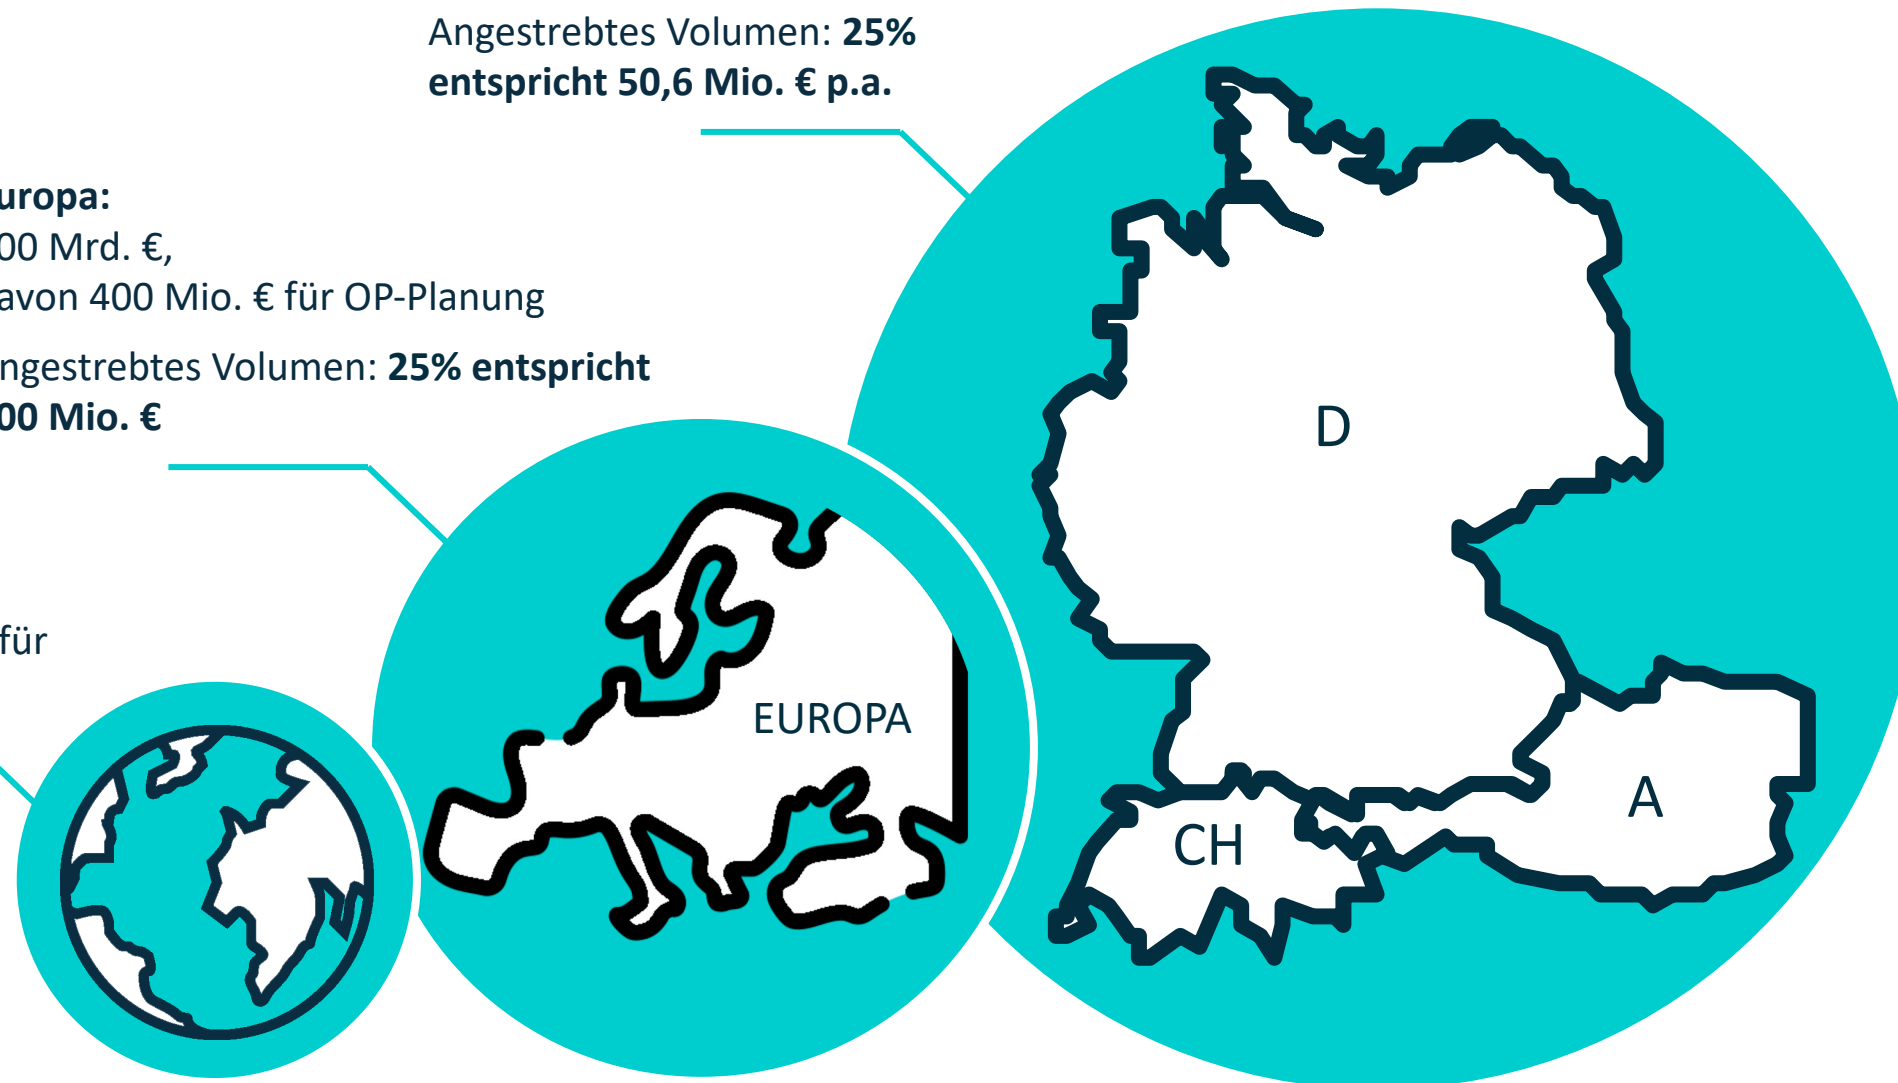 Angestrebtes Volumen: 25%
entspricht 50,6 Mio. € p.a.
uropa:
00 Mrd. €,
avon 400 Mio. € für OP-Planung
ngestrebtes Volumen: 25% entspricht
00 Mio. €
für
D
EUROPA
A
CH